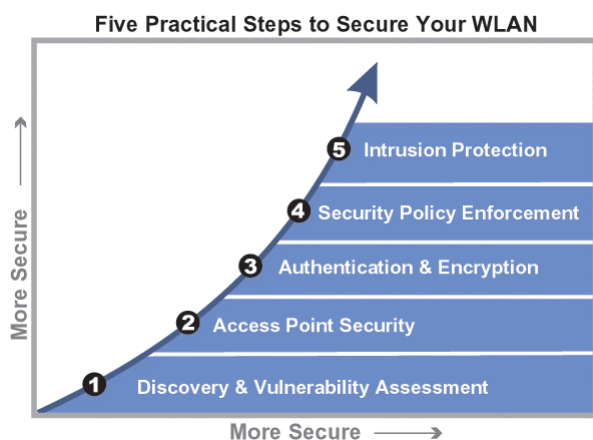 Five Practical Steps to Secure Your WLAN
More Secure
5 Intrusion Protection
4 Security Policy Enforcement
3 Authentication & Encryption
2 Access Point Security
1 Discovery & Vulnerability Assessment
More Secure